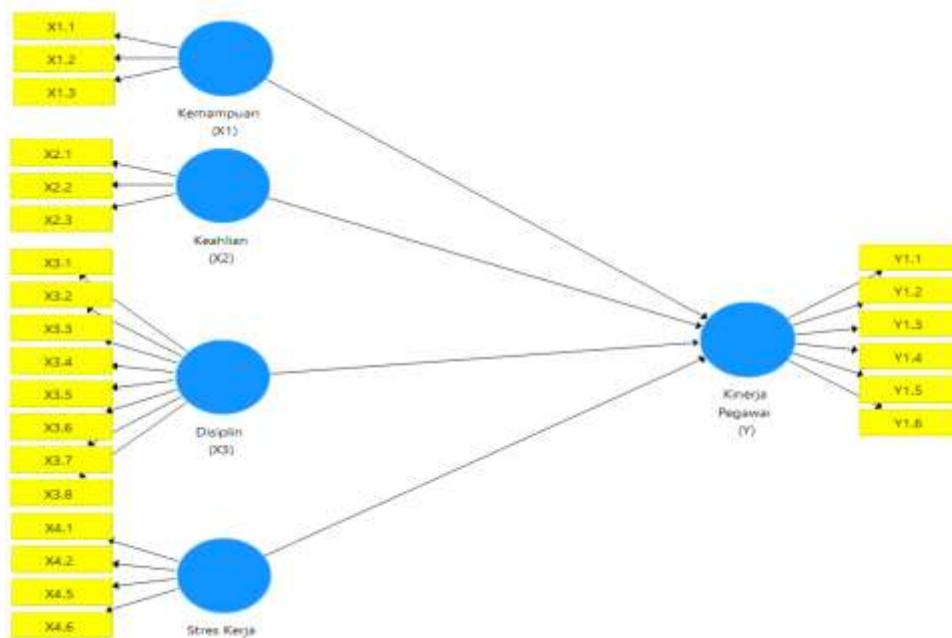 X1.1
X1.2
X1.3
Kemampuan
(X1)
X2.1
X2.2
X2.3
Keahlian
(X2)
X3.1
X3.2
X3.3
X3.4
X3.5
X3.6
X3.7
X3.8
Disiplin
(X3)
X4.1
X4.2
X4.5
X4.6
Stres Kerja
Y1.1
Y1.2
Y1.3
Y1.4
Y1.5
Y1.6
Kinerja
Pegawai
(Y)